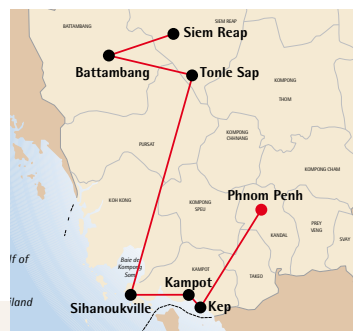 BATTAMBANG
SIEM REAP
Siem Reap
Battambang
Tonle Sap
KOMPONG
THOM
KOMPONG
CHHNANG
PURSAT
KOMPONG CHAM
KOH KONG
KOMPONG
SPEU
Phnom Penh
PREY
VENG
KANDAL
SVAY
Baie de
Kompong
Som
lf of
KAMPOT
TAKEO
Kampot
Sihanoukville
Kep
iland